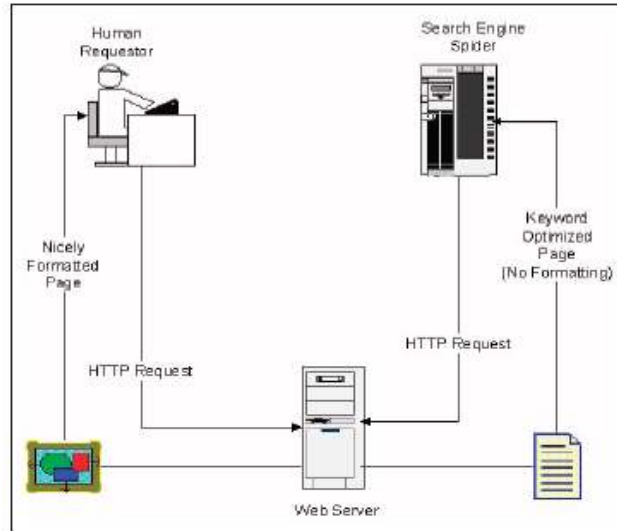 Human
Requestor
Search Engine
Spider
Nicely
Formatted
Page
Keyword
Optimized
Page
(No Formatting)
HTTP Request
HTTP Request
Web Server